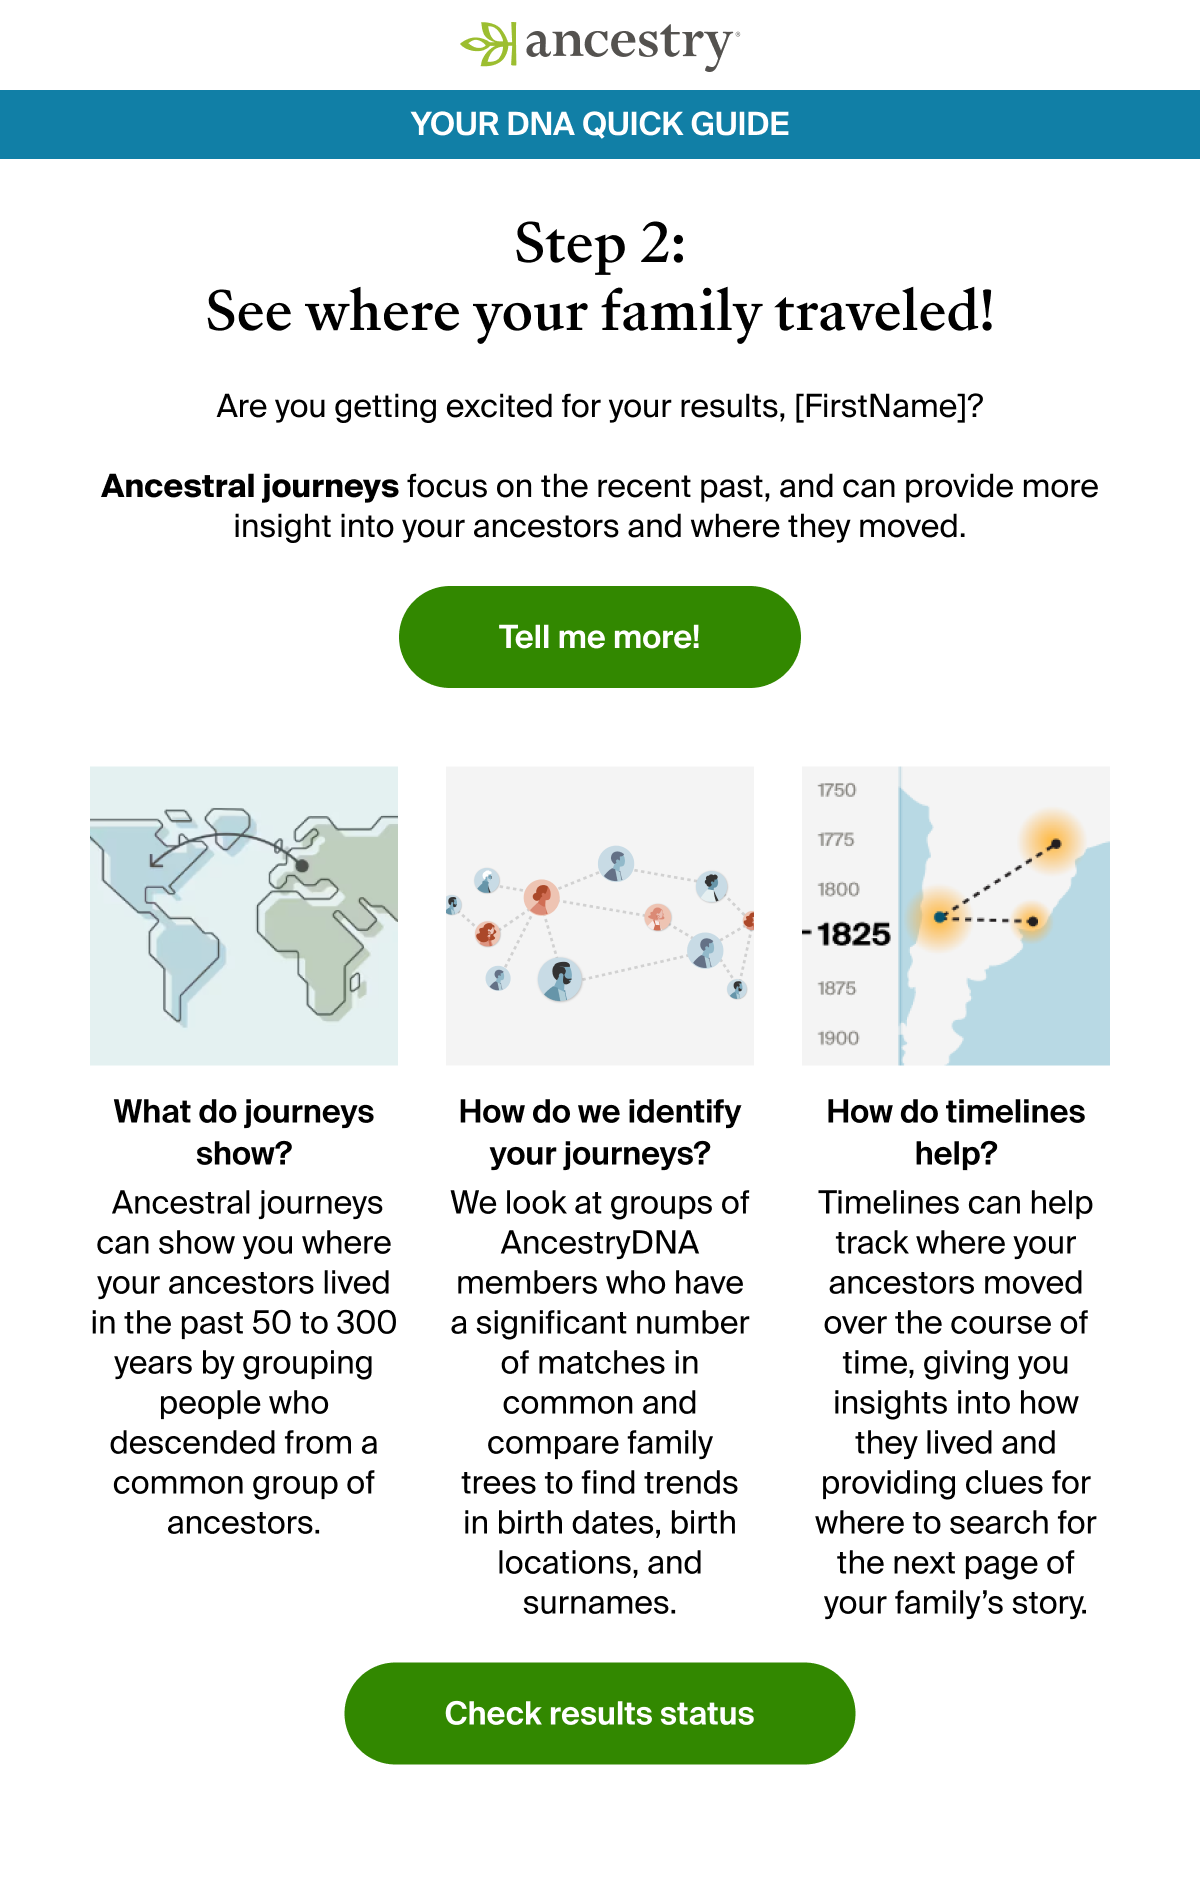 ancestry
YOUR DNA QUICK GUIDE
Step 2:
See where your family traveled!
Are you getting excited for your results, [FirstName]?
Ancestral journeys focus on the recent past, and can provide more
insight into your ancestors and where they moved.
Tell me more!
1750
1775
1800
1825
1875
1900
What do journeys
show?
Ancestral journeys
can show you where
your ancestors lived
in the past 50 to 300
years by grouping
people who
descended from a
common group of
ancestors.
How do we identify
your journeys?
We look at groups of
AncestryDNA
members who have
a significant number
of matches in
common and
compare family
trees to find trends
in birth dates, birth
locations, and
surnames.
How do timelines
help?
Timelines can help
track where your
ancestors moved
over the course of
time, giving you
insights into how
they lived and
providing clues for
where to search for
the next page of
your family’s story.
Check results status